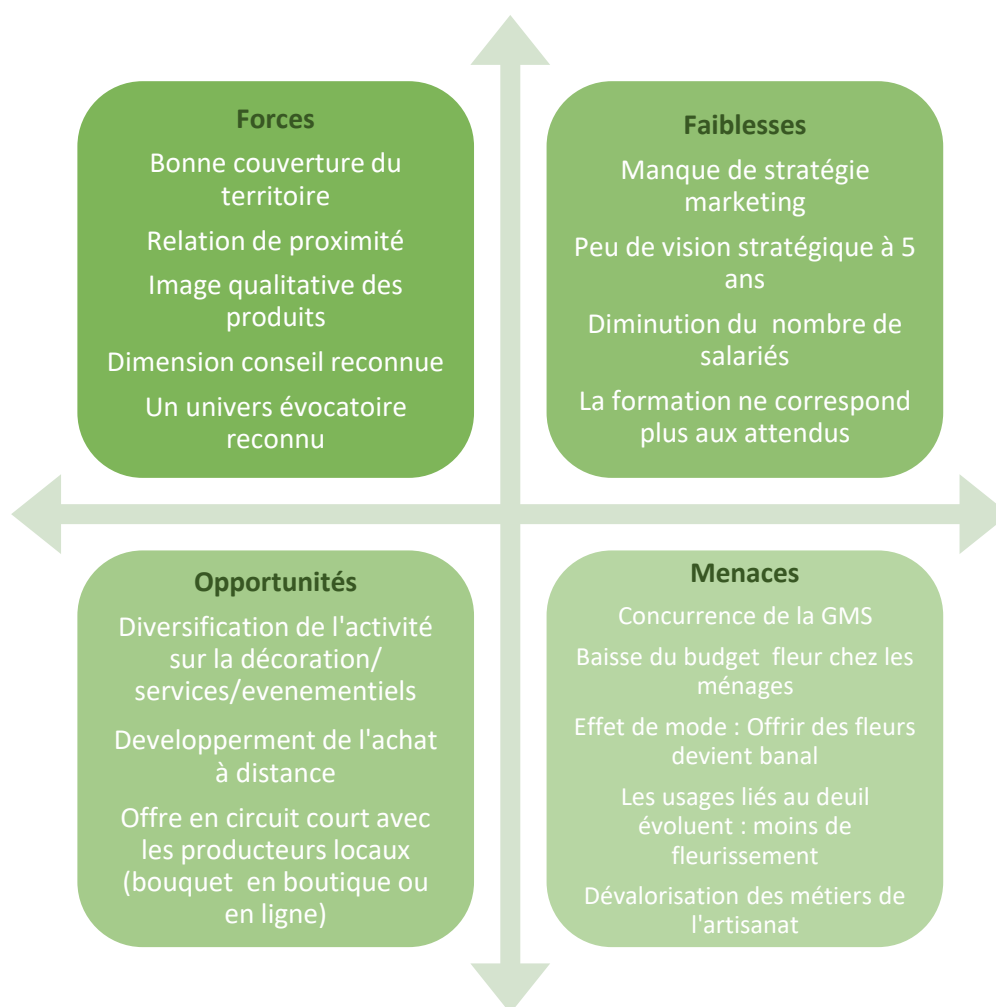 Forces
Bonne couverture du
territoire
Relation de proximité
Image qualitative des
produits
Dimension conseil reconnue
Un univers évocatoire
reconnu
Faiblesses
Manque de stratégie
marketing
Peu de vision stratégique à 5
ans
Diminution du  nombre de
salariés
La formation ne correspond
plus aux attendus
Opportunités
Diversification de l'activité
sur la décoration/
services/evenementiels
Developperment de l'achat
à distance
Offre en circuit court avec
les producteurs locaux
(bouquet  en boutique ou
en ligne)
Menaces
Concurrence de la GMS
Baisse du budget  fleur chez les
ménages
Effet de mode : Offrir des fleurs
devient banal
Les usages liés au deuil
évoluent : moins de
fleurissement
Dévalorisation des métiers de
l'artisanat